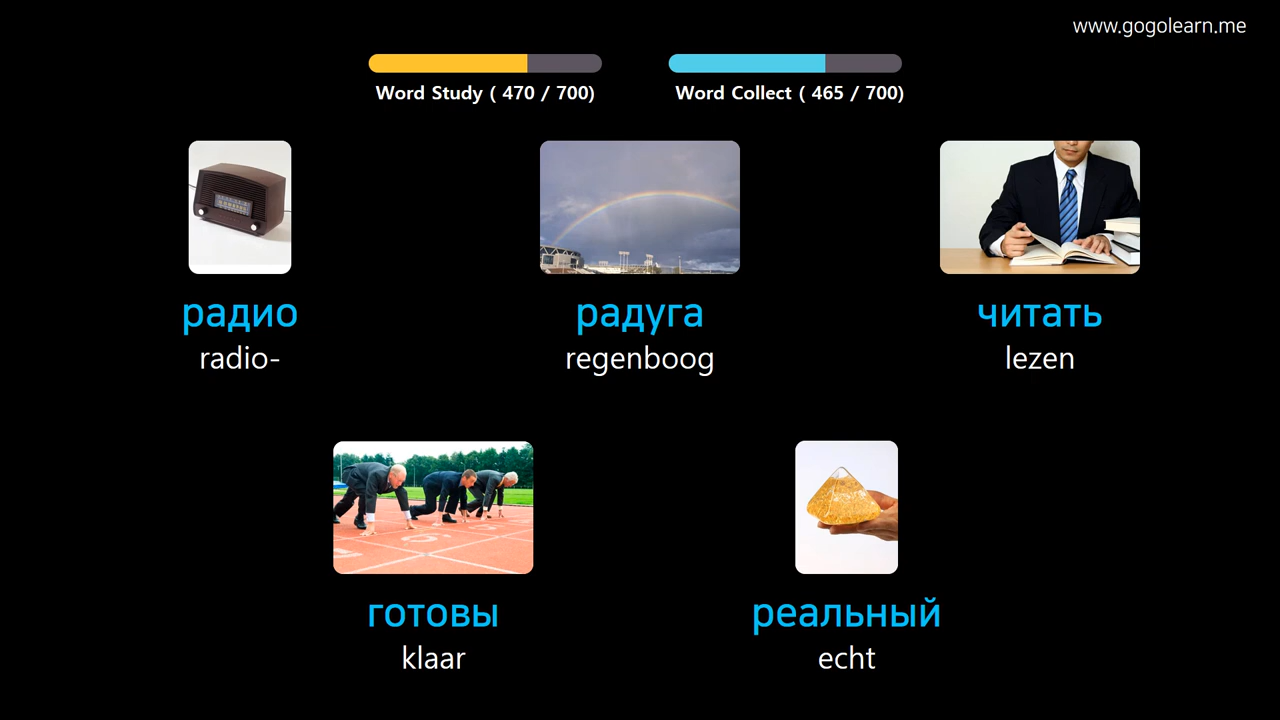 www.gogolearn.me
Word Study ( 470 / 700)
Word Collect ( 465 / 700)
радио
radio-
радуга
regenboog
читать
lezen
готовы
klaar
реальный
echt